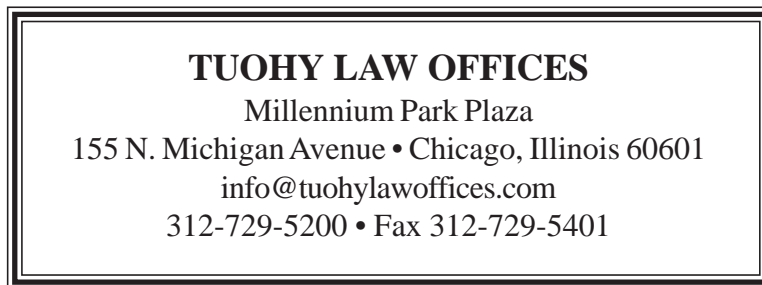 TUOHY LAW OFFICES
Millennium Park Plaza
155 N. Michigan Avenue • Chicago, Illinois 60601
info@tuohylawoffices.com
312-729-5200 • Fax 312-729-5401